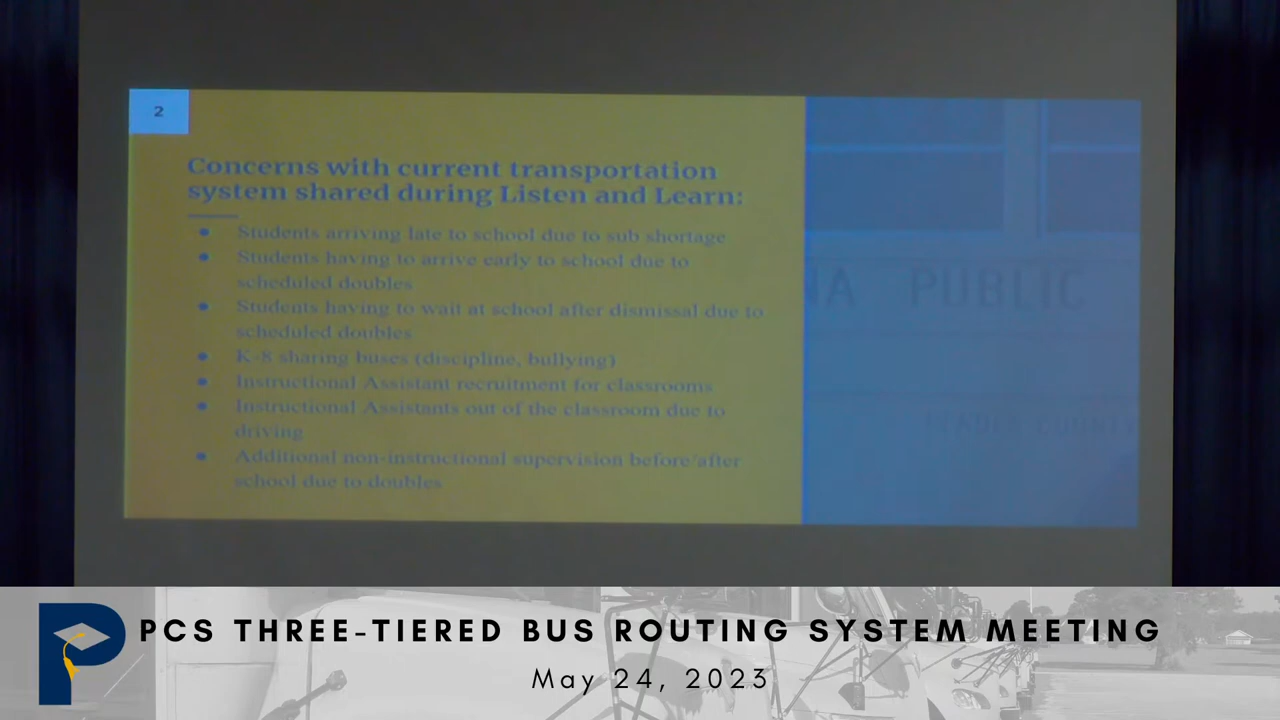 2
Concerns with current transportation
system shared during Listen and Learn:
● Students arriving late to school due to sub shortage
● Students having to arrive early to school due to
scheduled doubles
● Students having to wait at school after dismissal due to
scheduled doubles
● K-8 sharing buses (discipline, bullying)
● Instructional Assistant recruitment for classrooms
● Instructional Assistants out of the classroom due to
driving
● Additional non-instructional supervision before/after
school due to doubles
NA PUBLIC
PENDER COUNTY
P
PCS THREE-TIERED BUS ROUTING SYSTEM MEETING
May 24, 2023